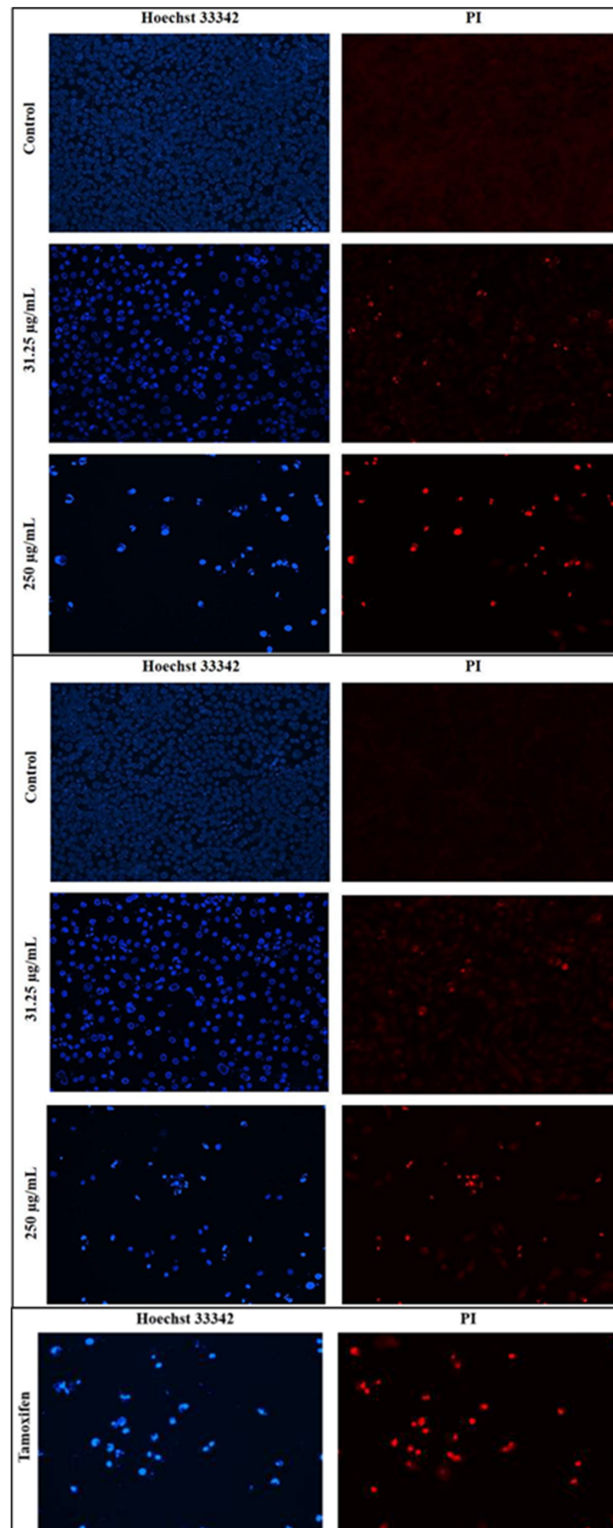 Hoechst 33342 PI
Control
31.25 µg/mL
250 µg/mL
Hoechst 33342 PI
Control
31.25 µg/mL
250 µg/mL
Hoechst 33342 PI
Tamoxifen